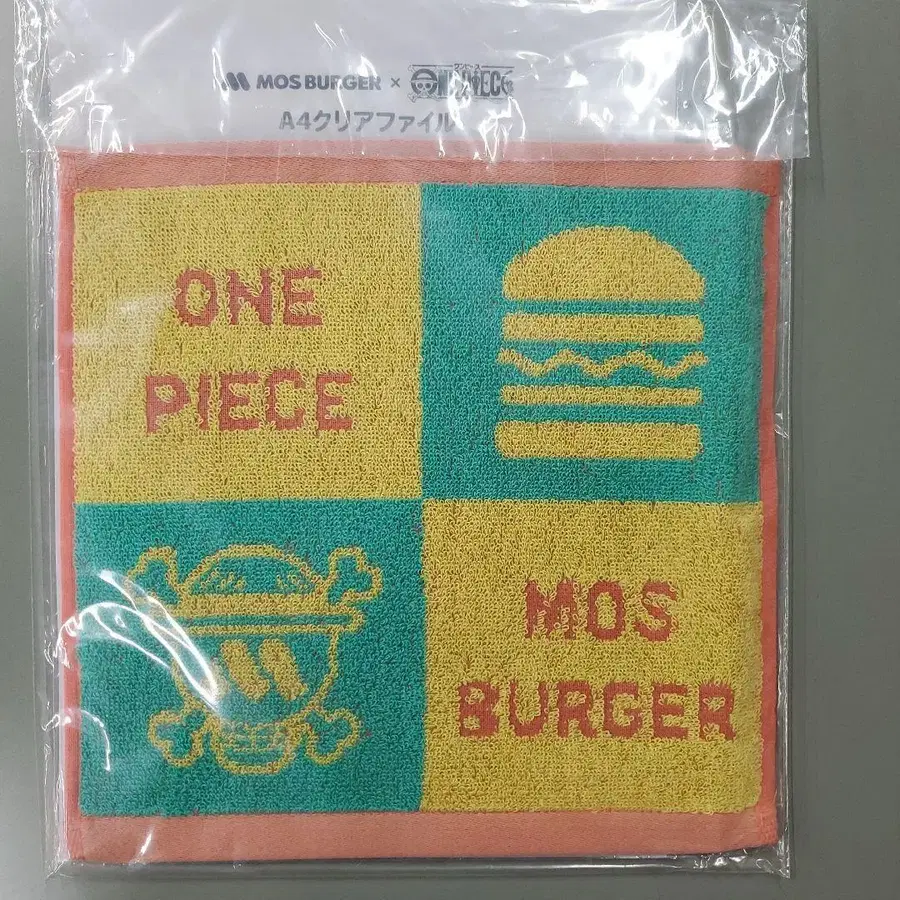 MOS BURGER × ONE PIECE
A4クリアファイル
ONE
PIECE
MOS
BURGER